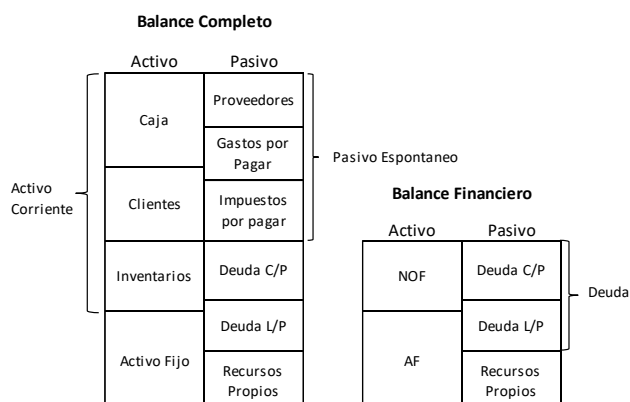 Balance Completo
Activo
Pasivo
Caja
Clientes
Inventarios
Activo Fijo
Proveedores
Gastos por
Pagar
Impuestos
por pagar
Deuda C/P
Deuda L/P
Recursos
Propios
Activo
Corriente
Pasivo Espontaneo
Balance Financiero
Activo
Pasivo
NOF
AF
Deuda C/P
Deuda L/P
Recursos
Propios
Deuda